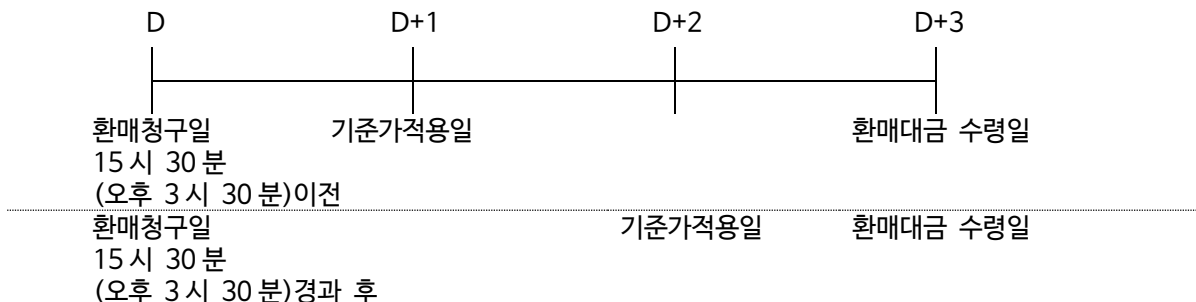 D D+1 D+2 D+3
환매청구일 기준가적용일 환매대금 수령일
15 시 30 분
(오후 3 시 30 분)이전
환매청구일 기준가적용일 환매대금 수령일
15 시 30 분
(오후 3 시 30 분)경과 후